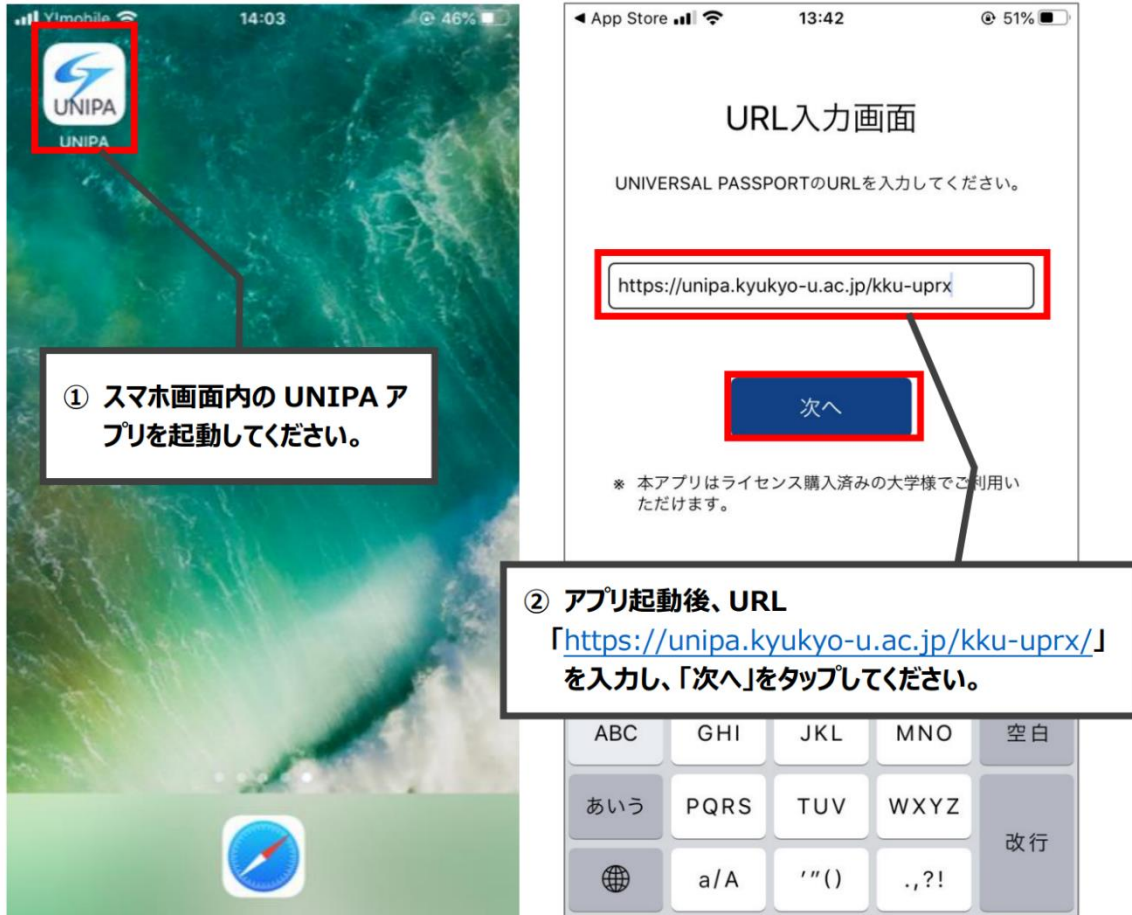 Y!mobile 14:03 46%
UNIPA
UNIPA
① スマホ画面内の UNIPA ア
プリを起動してください。
App Store 13:42 51%
URL入力画面
UNIVERSAL PASSPORTのURLを入力してください。
https://unipa.kyukyo-u.ac.jp/kku-uprx
次へ
※ 本アプリはライセンス購入済みの大学様でご利用い
ただけます。
② アプリ起動後、URL
「https://unipa.kyukyo-u.ac.jp/kku-uprx/」
を入力し、「次へ」をタップしてください。
ABC GHI JKL MNO 空白
あいう PQRS TUV WXYZ
改行
a/A ′″() .,?!